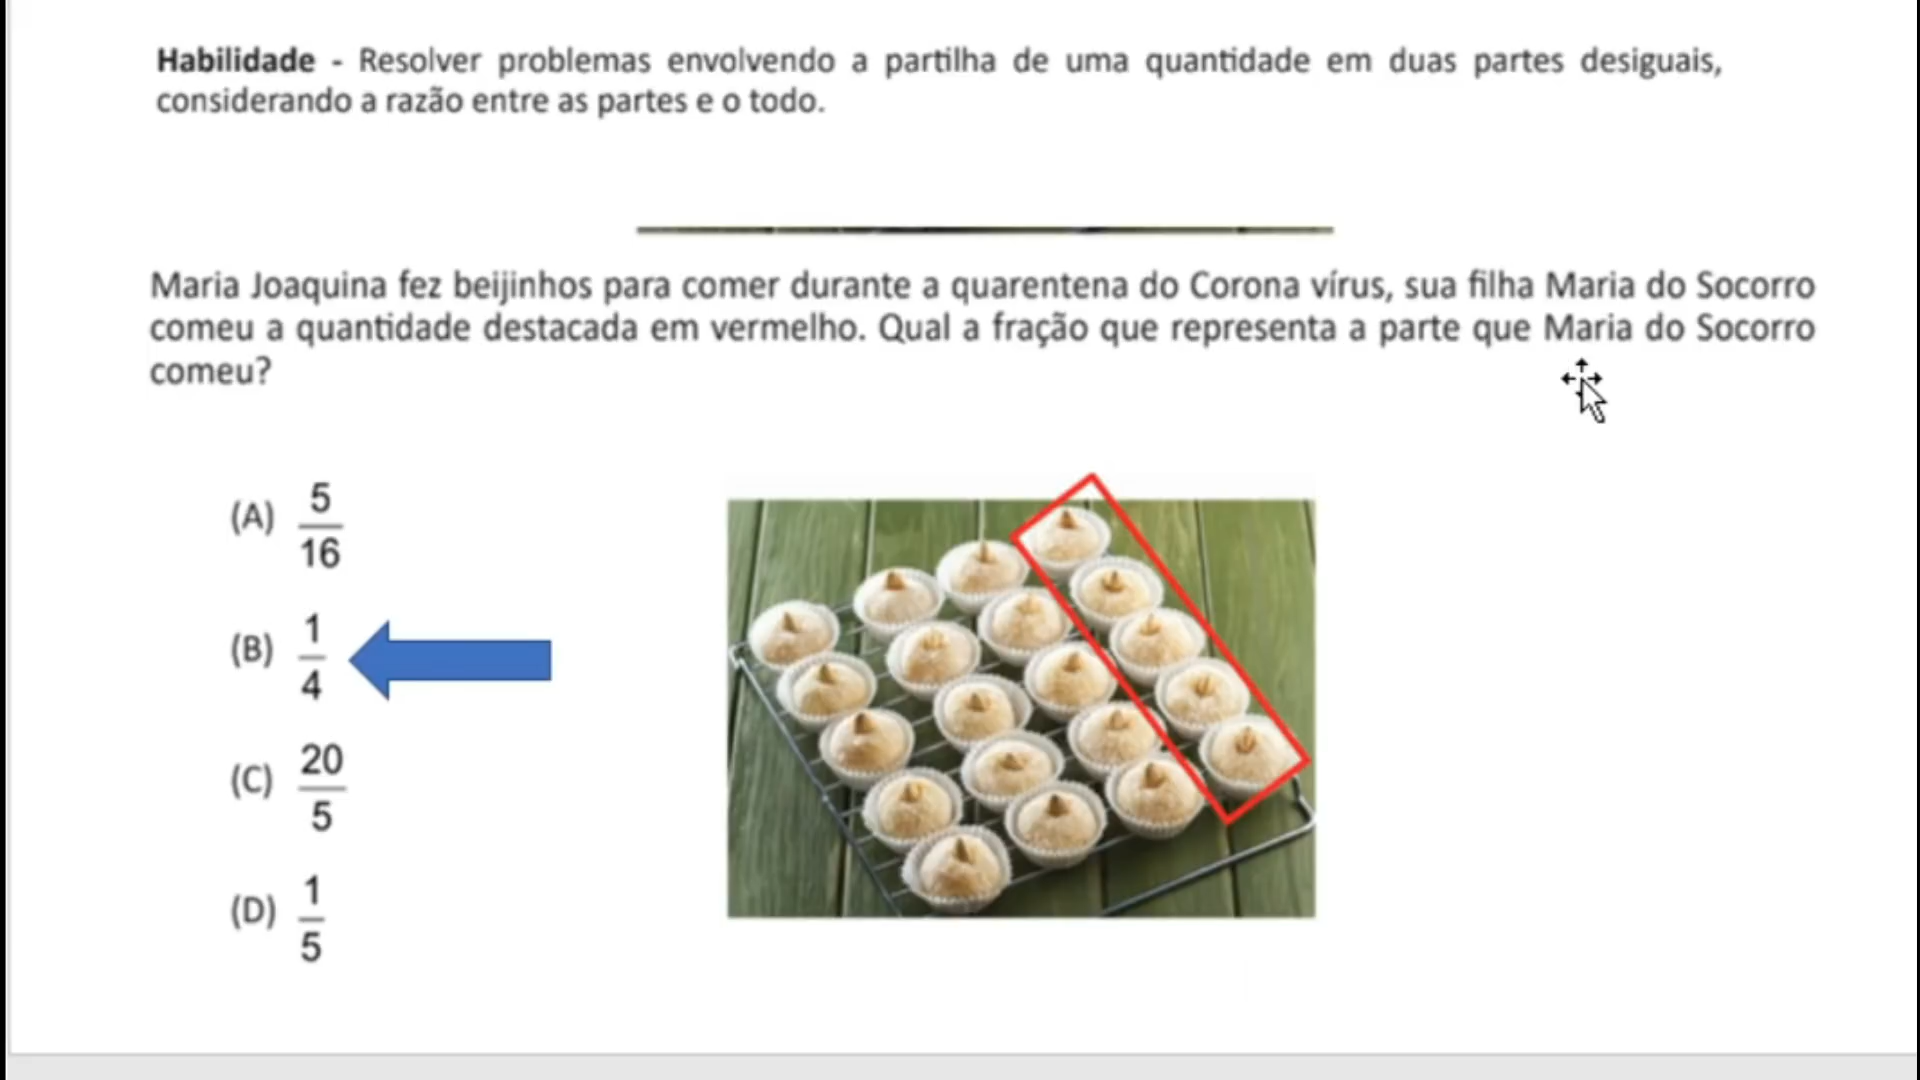 Habilidade - Resolver problemas envolvendo a partilha de uma quantidade em duas partes desiguais,
considerando a razão entre as partes e o todo.
Maria Joaquina fez beijinhos para comer durante a quarentena do Corona vírus, sua filha Maria do Socorro
comeu a quantidade destacada em vermelho. Qual a fração que representa a parte que Maria do Socorro
comeu?
(A) 5/16
(B) 1/4
(C) 20/5
(D) 1/5